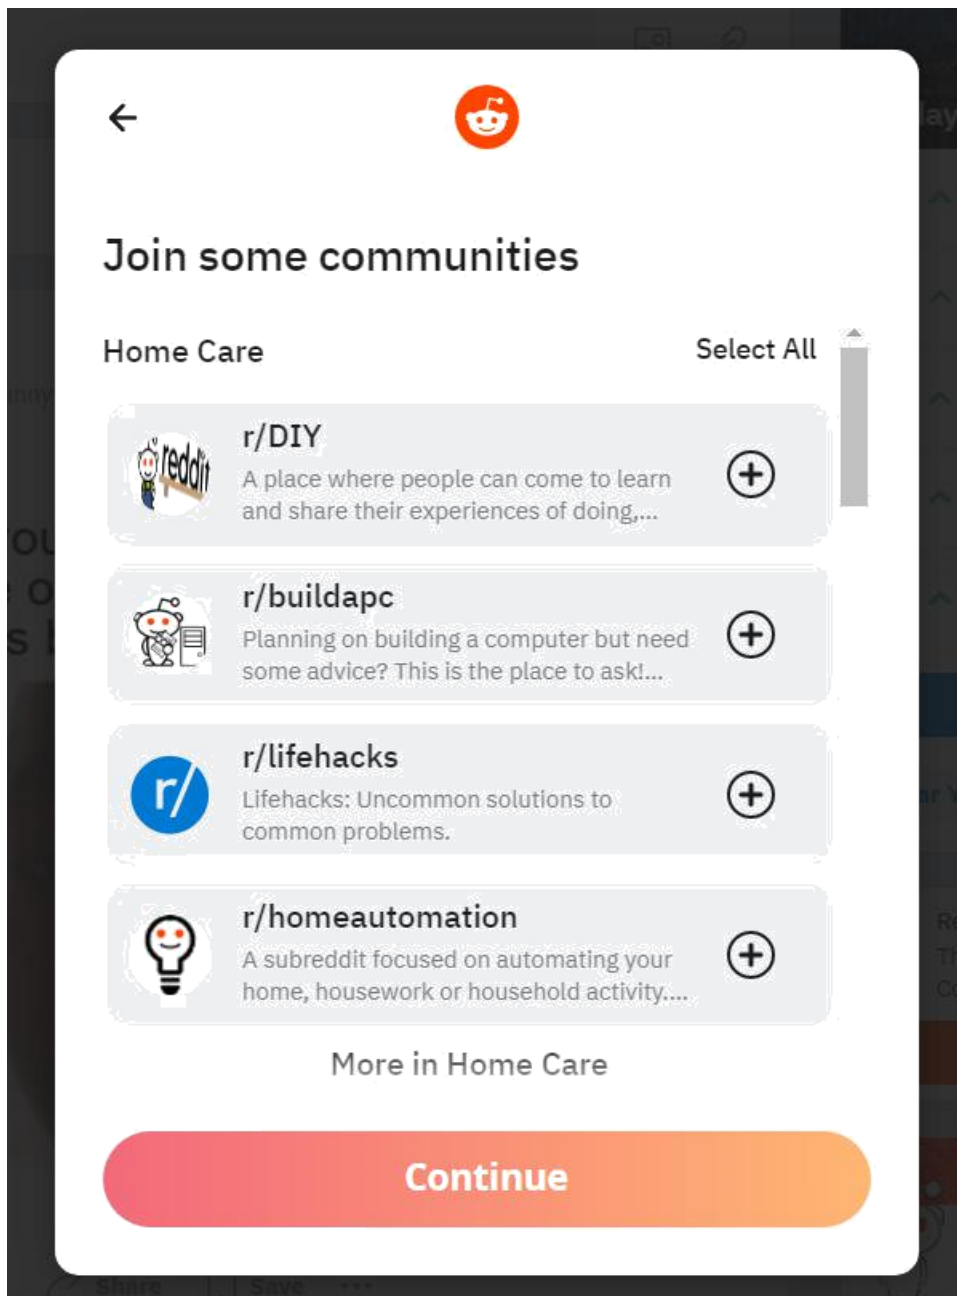 Join some communities
Home Care
Select All
r/DIY
A place where people can come to learn
and share their experiences of doing,...
r/buildapc
Planning on building a computer but need
some advice? This is the place to ask!...
r/lifehacks
Lifehacks: Uncommon solutions to
common problems.
r/homeautomation
A subreddit focused on automating your
home, housework or household activity....
More in Home Care
Continue
reddit
r/
Share
Save